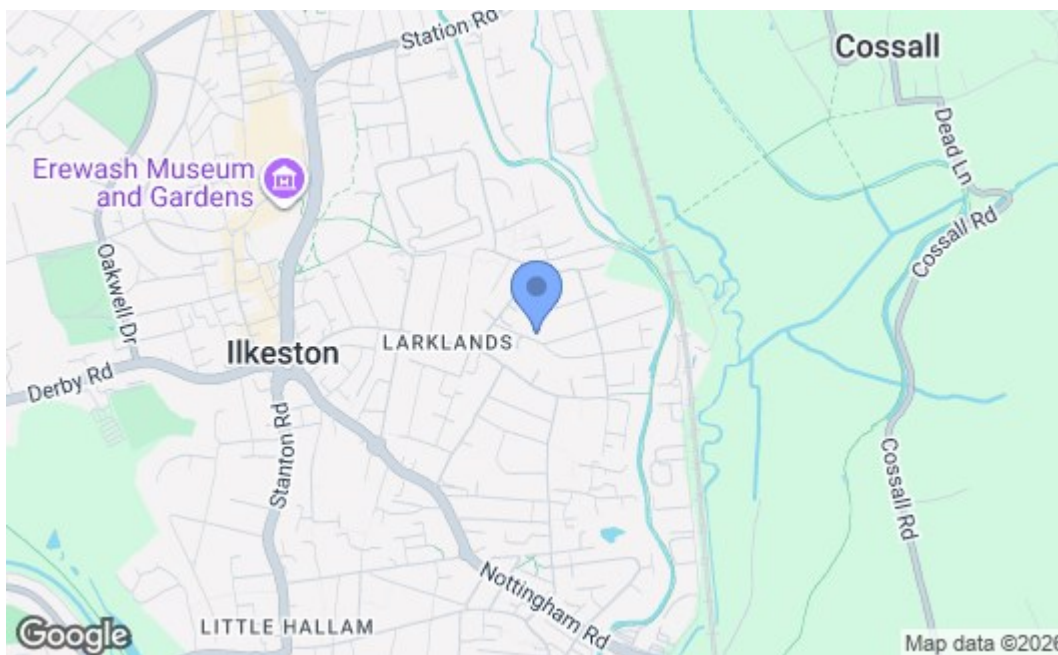 Station Rd
Cossall
Dead Ln
Erewash Museum
and Gardens
Cossall Rd
Oakwell Dr
LARKLANDS
Ilkeston
Derby Rd
Stanton Rd
Cossall Rd
Nottingham Rd
LITTLE HALLAM
Google
Map data ©2026